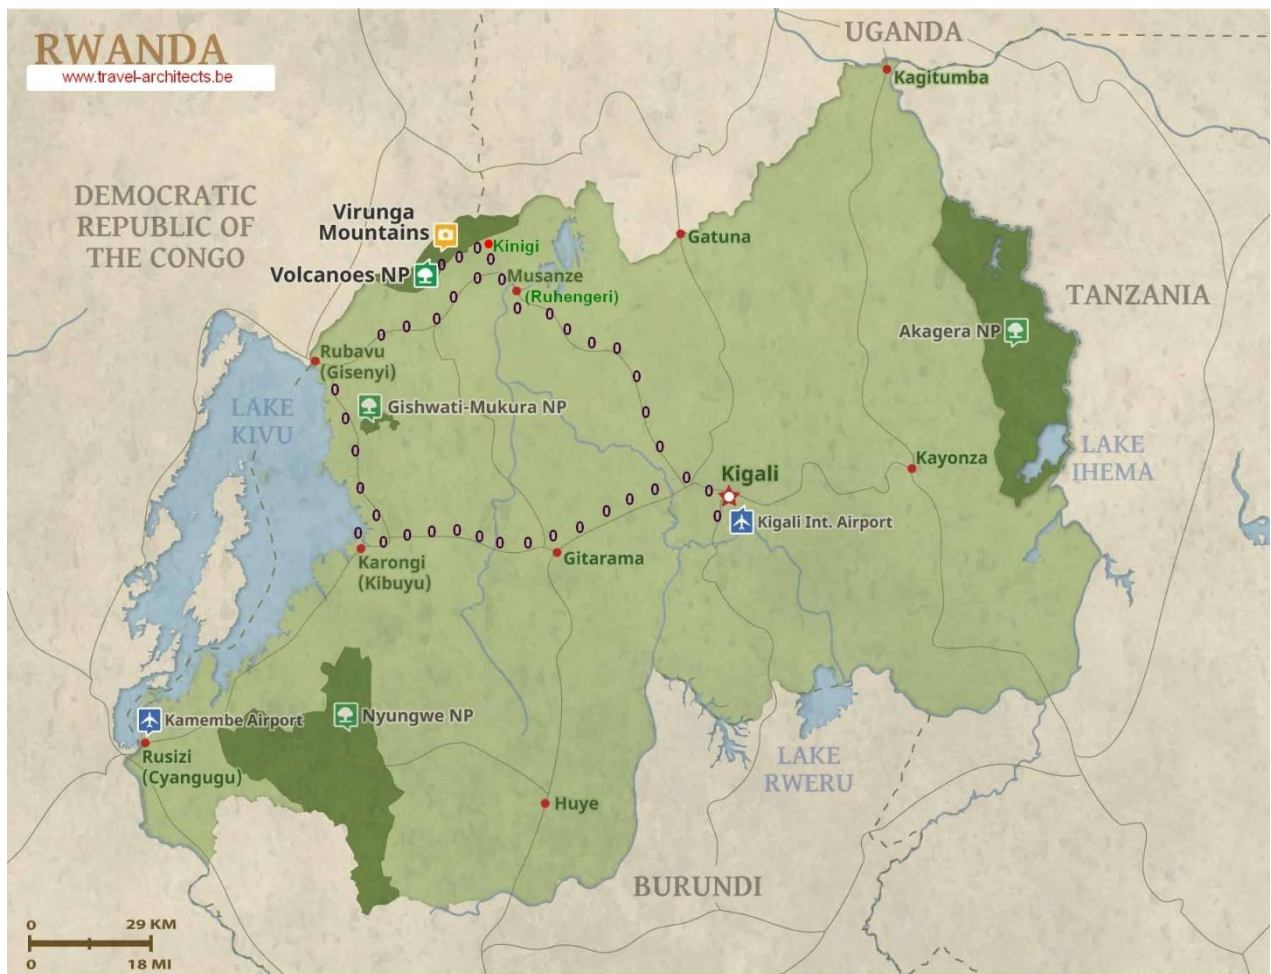 RWANDA
www.travel-architects.be
UGANDA
Kagitumba
DEMOCRATIC
REPUBLIC OF
THE CONGO
Virunga
Mountains
Kinigi
Gatuna
Volcanoes NP
Musanze
(Ruhengeri)
TANZANIA
Akagera NP
Rubavu
(Gisenyi)
LAKE
KIVU
Gishwati-Mukura NP
LAKE
IHEMA
Kayonza
Kigali
Kigali Int. Airport
Karongi
(Kibuyu)
Gitarama
Kamembe Airport
Nyungwe NP
Rusizi
(Cyangugu)
LAKE
RWERU
Huye
BURUNDI
0 29 KM
0 18 MI